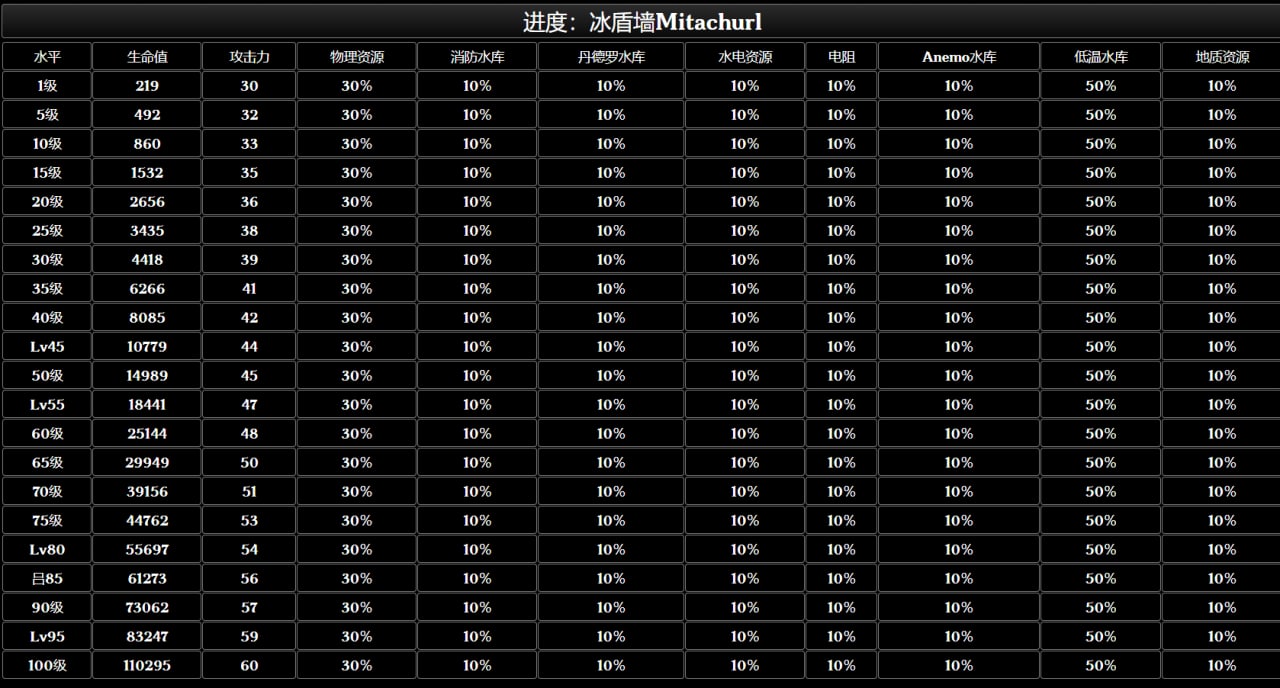 进度：冰盾墙Mitachurl
水平 生命值 攻击力 物理资源 消防水库 丹德罗水库 水电资源 电阻 Anemo水库 低温水库 地质资源
1级 219 30 30% 10% 10% 10% 10% 10% 50% 10%
5级 492 32 30% 10% 10% 10% 10% 10% 50% 10%
10级 860 33 30% 10% 10% 10% 10% 10% 50% 10%
15级 1532 35 30% 10% 10% 10% 10% 10% 50% 10%
20级 2656 36 30% 10% 10% 10% 10% 10% 50% 10%
25级 3435 38 30% 10% 10% 10% 10% 10% 50% 10%
30级 4418 39 30% 10% 10% 10% 10% 10% 50% 10%
35级 6266 41 30% 10% 10% 10% 10% 10% 50% 10%
40级 8085 42 30% 10% 10% 10% 10% 10% 50% 10%
Lv45 10779 44 30% 10% 10% 10% 10% 10% 50% 10%
50级 14989 45 30% 10% 10% 10% 10% 10% 50% 10%
Lv55 18441 47 30% 10% 10% 10% 10% 10% 50% 10%
60级 25144 48 30% 10% 10% 10% 10% 10% 50% 10%
65级 29949 50 30% 10% 10% 10% 10% 10% 50% 10%
70级 39156 51 30% 10% 10% 10% 10% 10% 50% 10%
75级 44762 53 30% 10% 10% 10% 10% 10% 50% 10%
Lv80 55697 54 30% 10% 10% 10% 10% 10% 50% 10%
吕85 61273 56 30% 10% 10% 10% 10% 10% 50% 10%
90级 73062 57 30% 10% 10% 10% 10% 10% 50% 10%
Lv95 83247 59 30% 10% 10% 10% 10% 10% 50% 10%
100级 110295 60 30% 10% 10% 10% 10% 10% 50% 10%